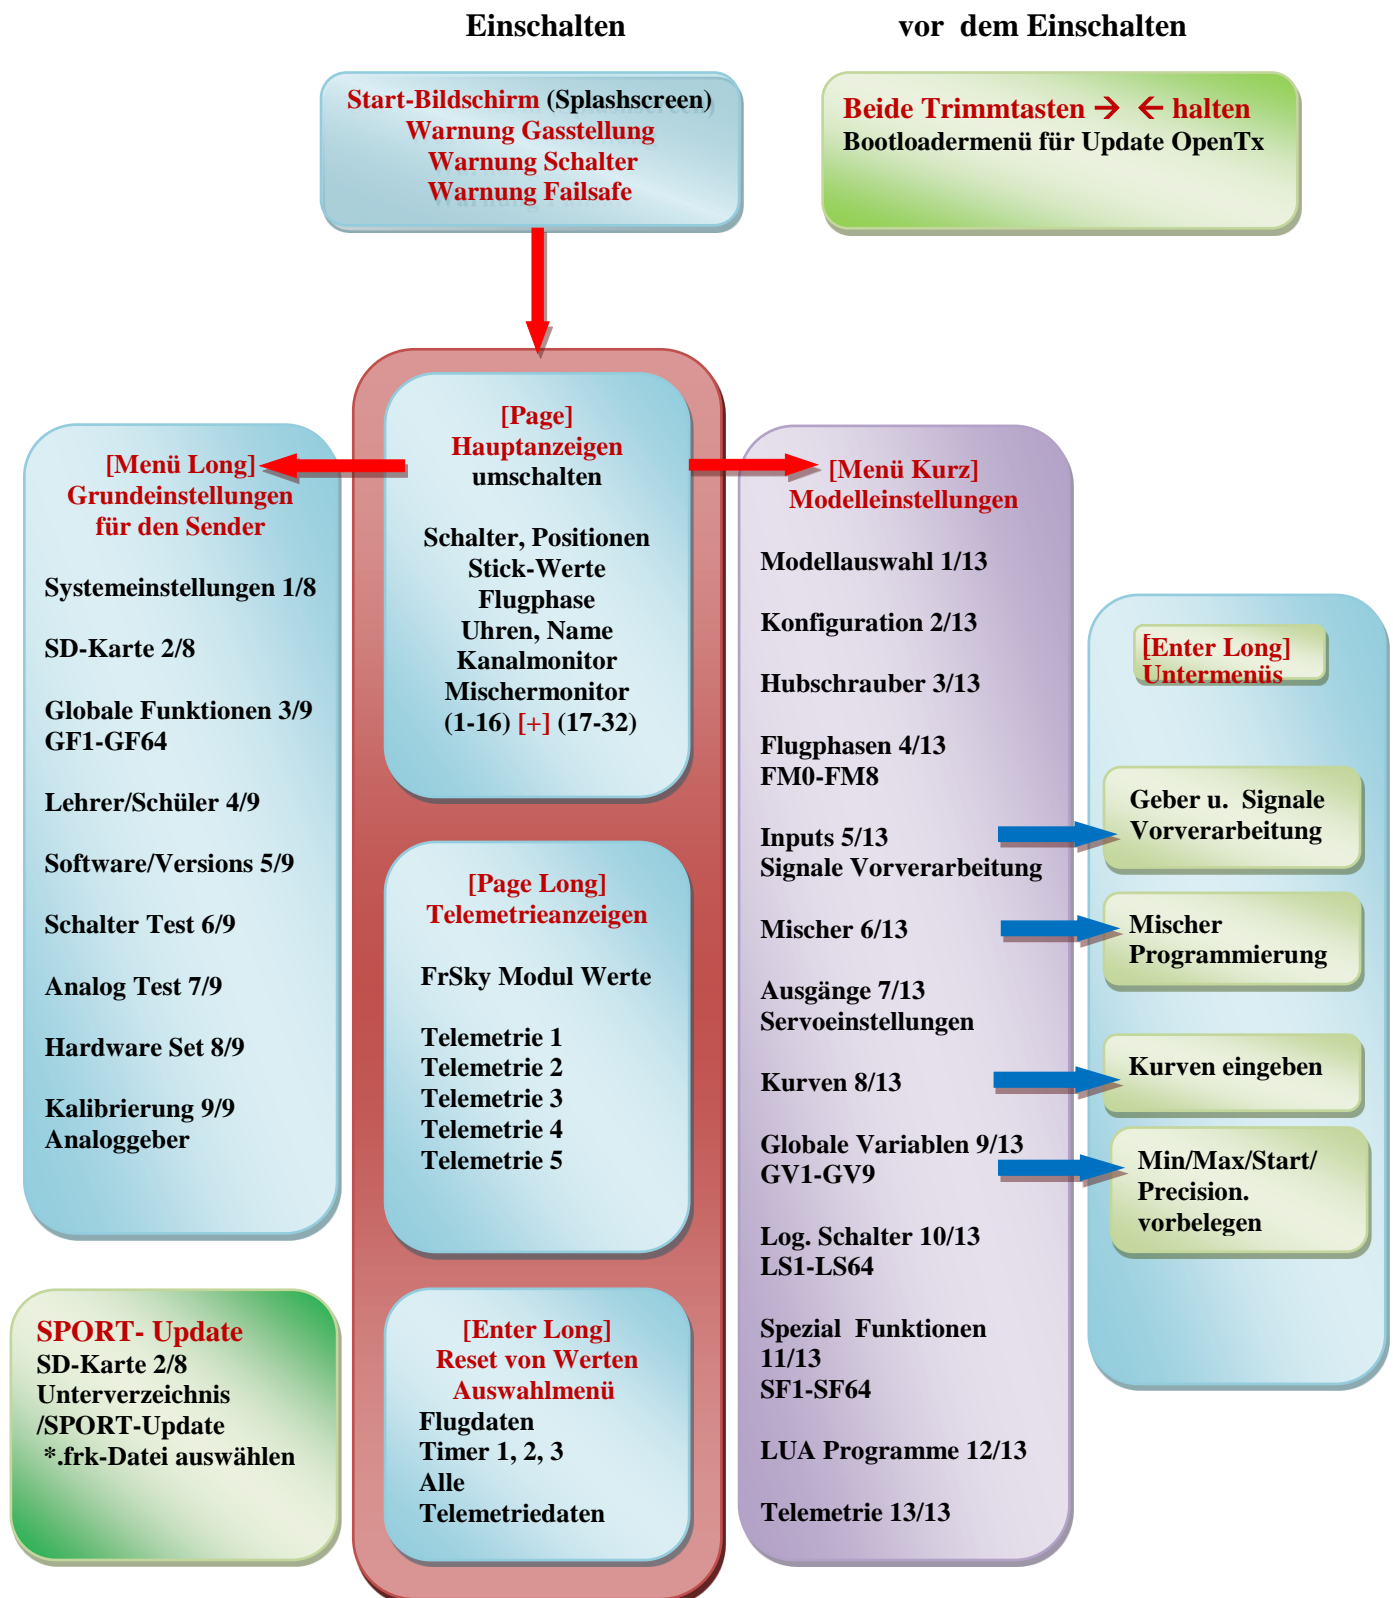 Einschalten
vor dem Einschalten
Start-Bildschirm (Splashscreen)
Warnung Gasstellung
Warnung Schalter
Warnung Failsafe
Beide Trimmtasten → ← halten
Bootloadermenü für Update OpenTx
[Menü Long]
Grundeinstellungen
für den Sender
Systemeinstellungen 1/8
SD-Karte 2/8
Globale Funktionen 3/9
GF1-GF64
Lehrer/Schüler 4/9
Software/Versions 5/9
Schalter Test 6/9
Analog Test 7/9
Hardware Set 8/9
Kalibrierung 9/9
Analoggeber
[Page]
Hauptanzeigen
umschalten
Schalter, Positionen
Stick-Werte
Flugphase
Uhren, Name
Kanalmonitor
Mischermonitor
(1-16) [+] (17-32)
[Page Long]
Telemetrieanzeigen
FrSky Modul Werte
Telemetrie 1
Telemetrie 2
Telemetrie 3
Telemetrie 4
Telemetrie 5
[Enter Long]
Reset von Werten
Auswahlmenü
Flugdaten
Timer 1, 2, 3
Alle
Telemetriedaten
[Menü Kurz]
Modelleinstellungen
Modellauswahl 1/13
Konfiguration 2/13
Hubschrauber 3/13
Flugphasen 4/13
FM0-FM8
Inputs 5/13
Signale Vorverarbeitung
Mischer 6/13
Ausgänge 7/13
Servoeinstellungen
Kurven 8/13
Globale Variablen 9/13
GV1-GV9
Log. Schalter 10/13
LS1-LS64
Spezial Funktionen
11/13
SF1-SF64
LUA Programme 12/13
Telemetrie 13/13
[Enter Long]
Untermenüs
Geber u. Signale
Vorverarbeitung
Mischer
Programmierung
Kurven eingeben
Min/Max/Start/
Precision.
vorbelegen
SPORT- Update
SD-Karte 2/8
Unterverzeichnis
/SPORT-Update
*.frk-Datei auswählen